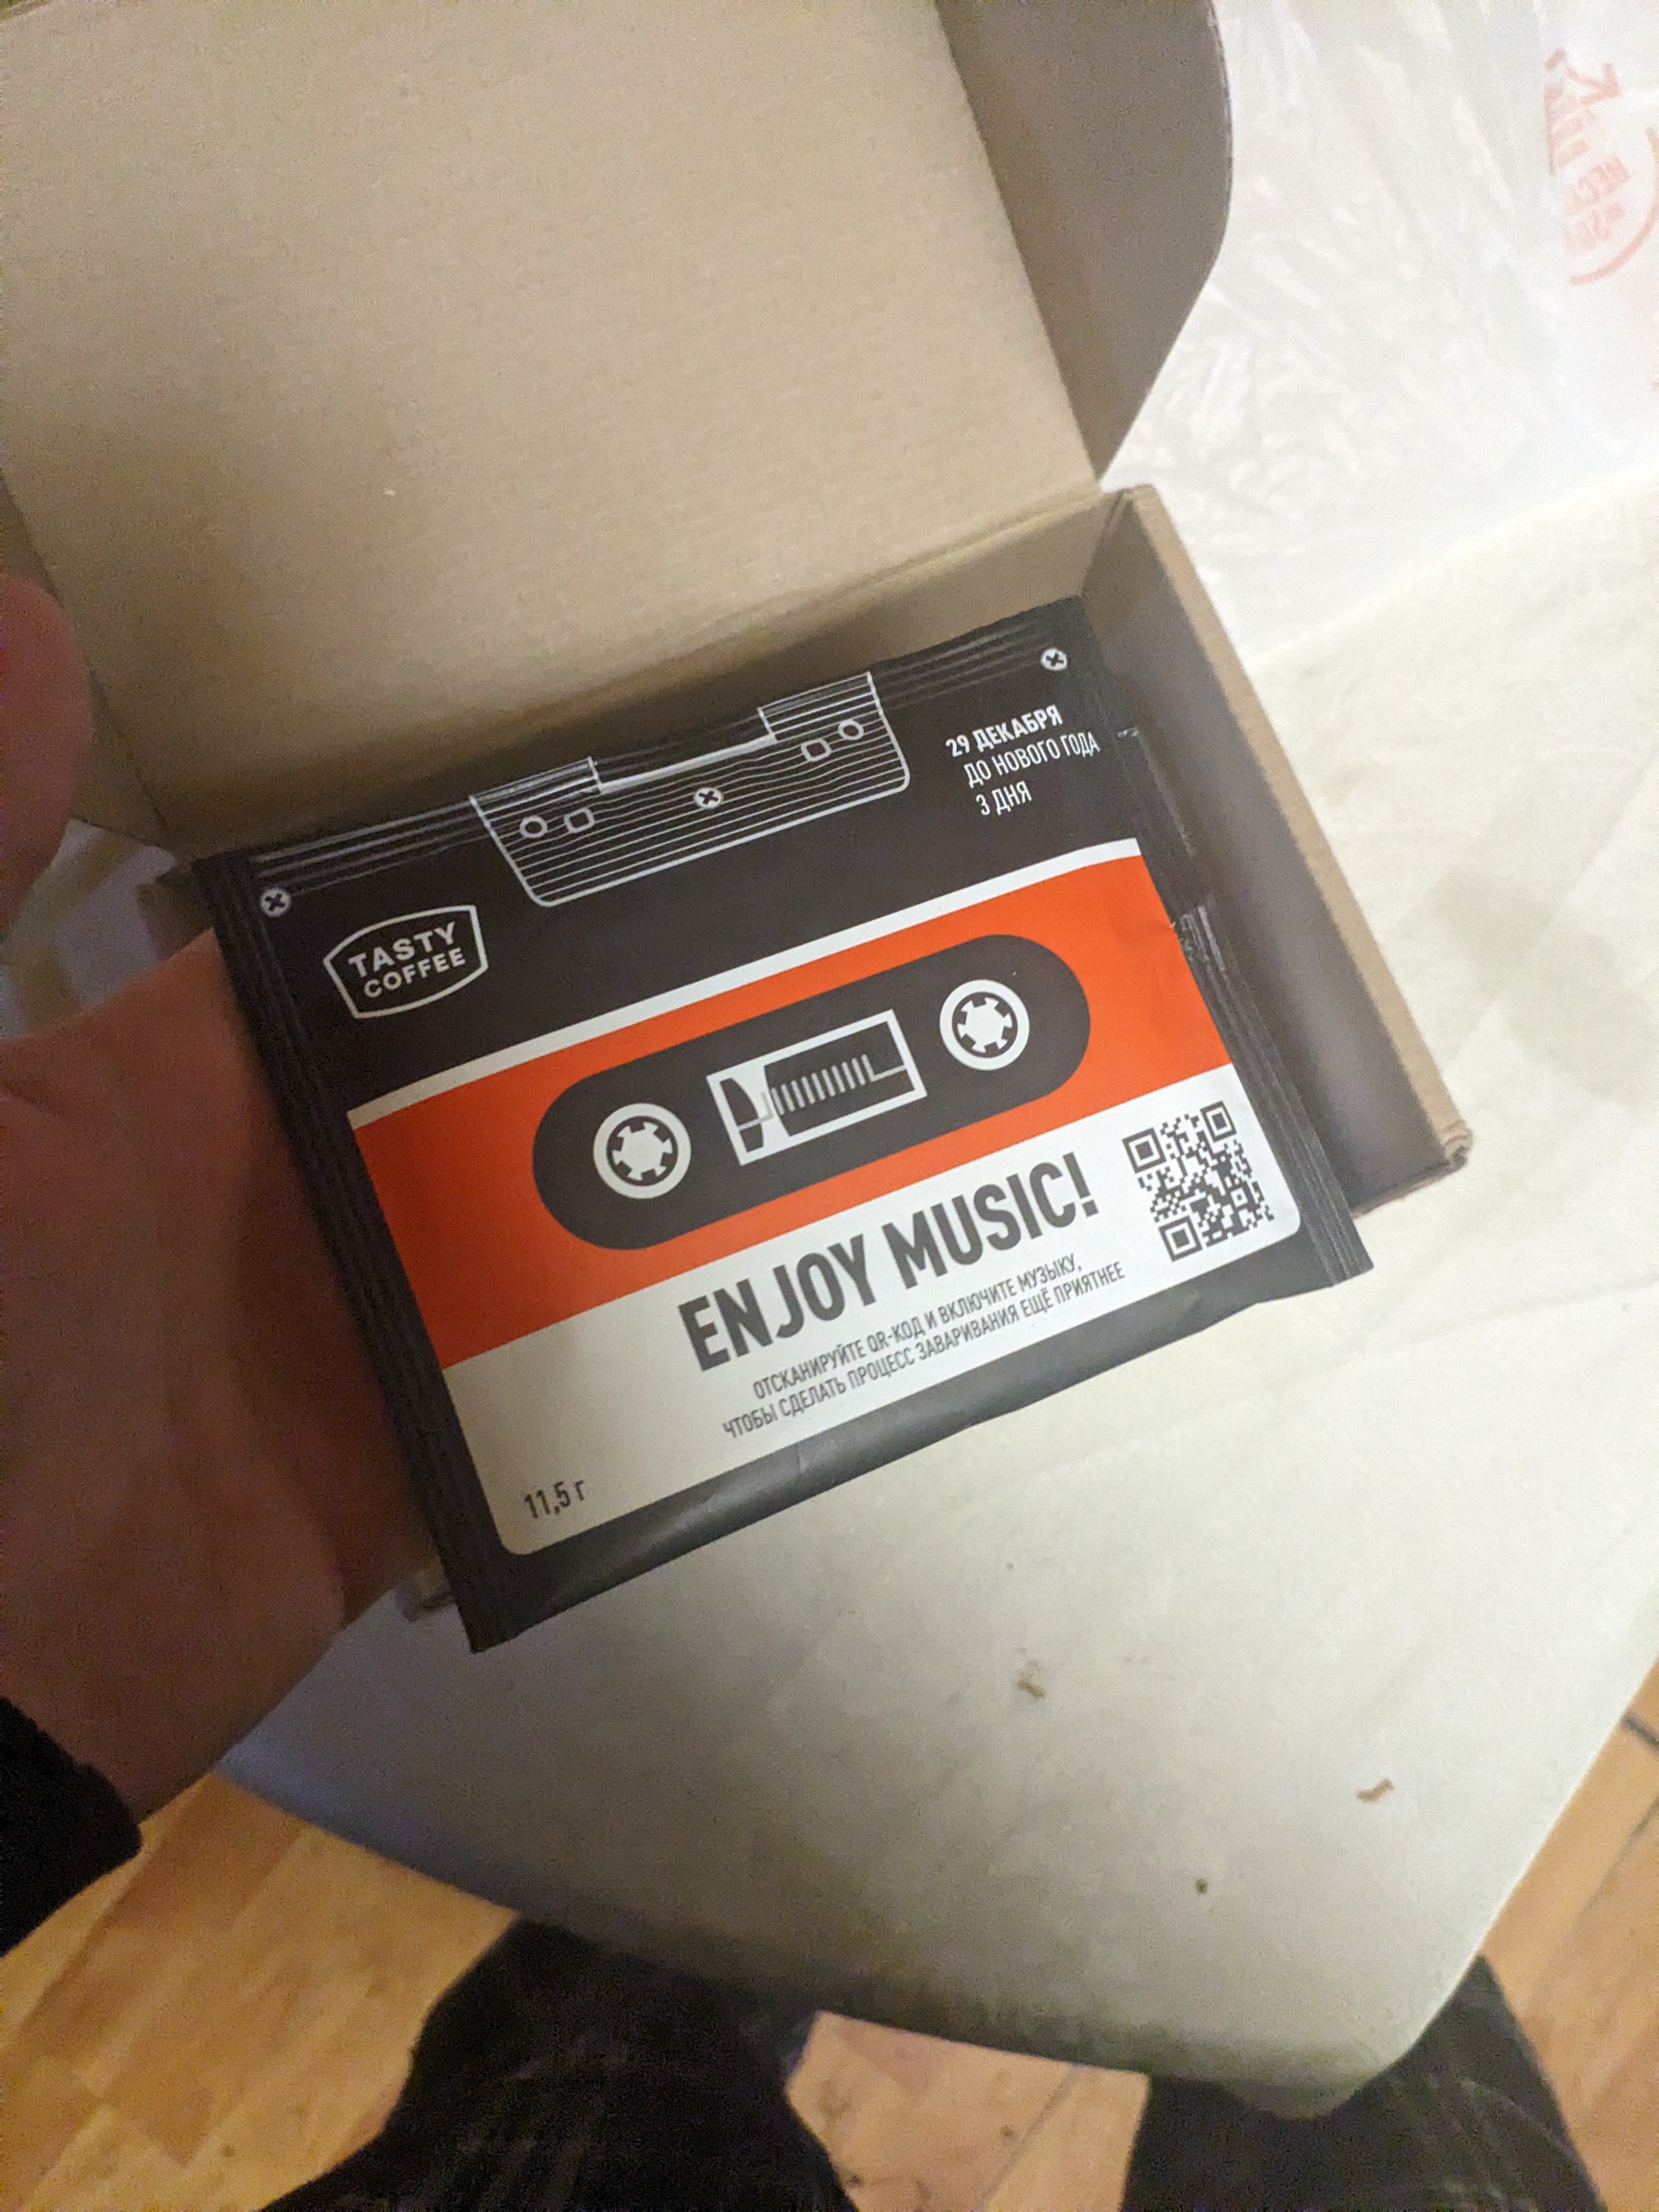 29 ДЕКАБРЯ
ДО НОВОГО ГОДА
3 ДНЯ
TASTY
COFFEE
ENJOY MUSIC!
ОТСКАНИРУЙТЕ QR-КОД И ВКЛЮЧИТЕ МУЗЫКУ,
ЧТОБЫ СДЕЛАТЬ ПРОЦЕСС ЗАВАРИВАНИЯ ЕЩЁ ПРИЯТНЕЕ
11,5 г